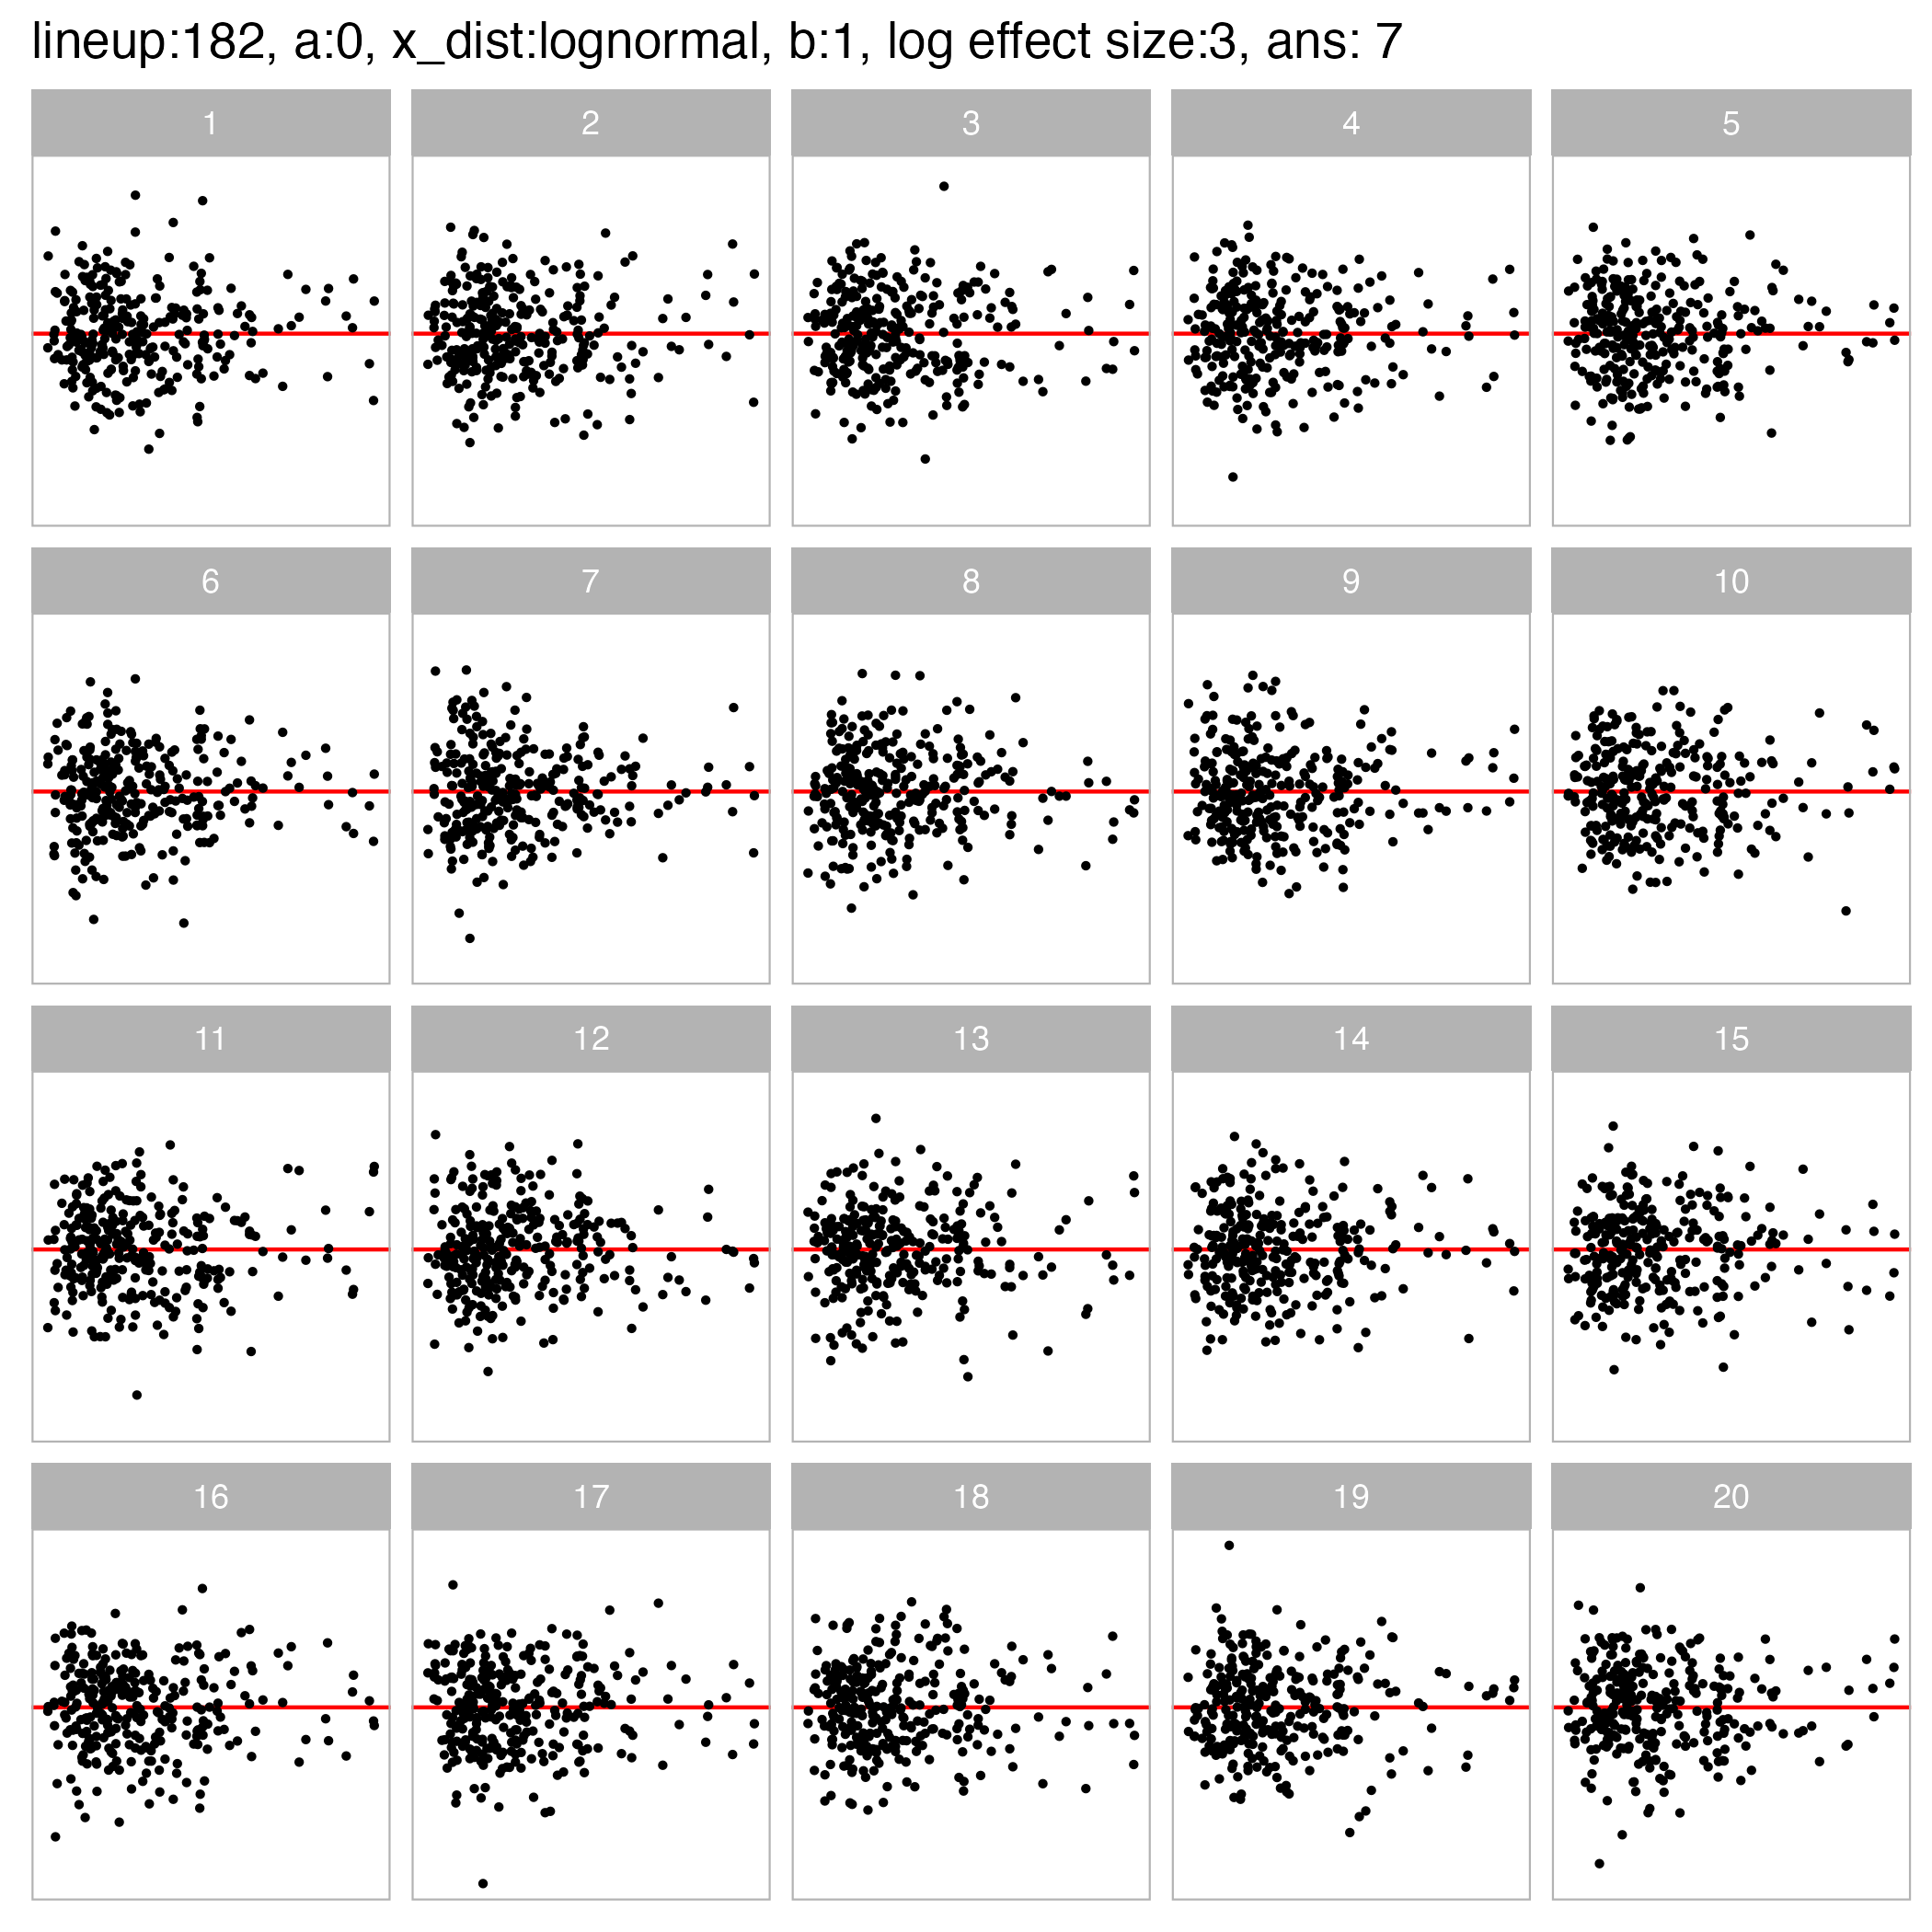 lineup:182, a:0, x_dist:lognormal, b:1, log effect size:3, ans: 7
1 2 3 4 5
6 7 8 9 10
11 12 13 14 15
16 17 18 19 20